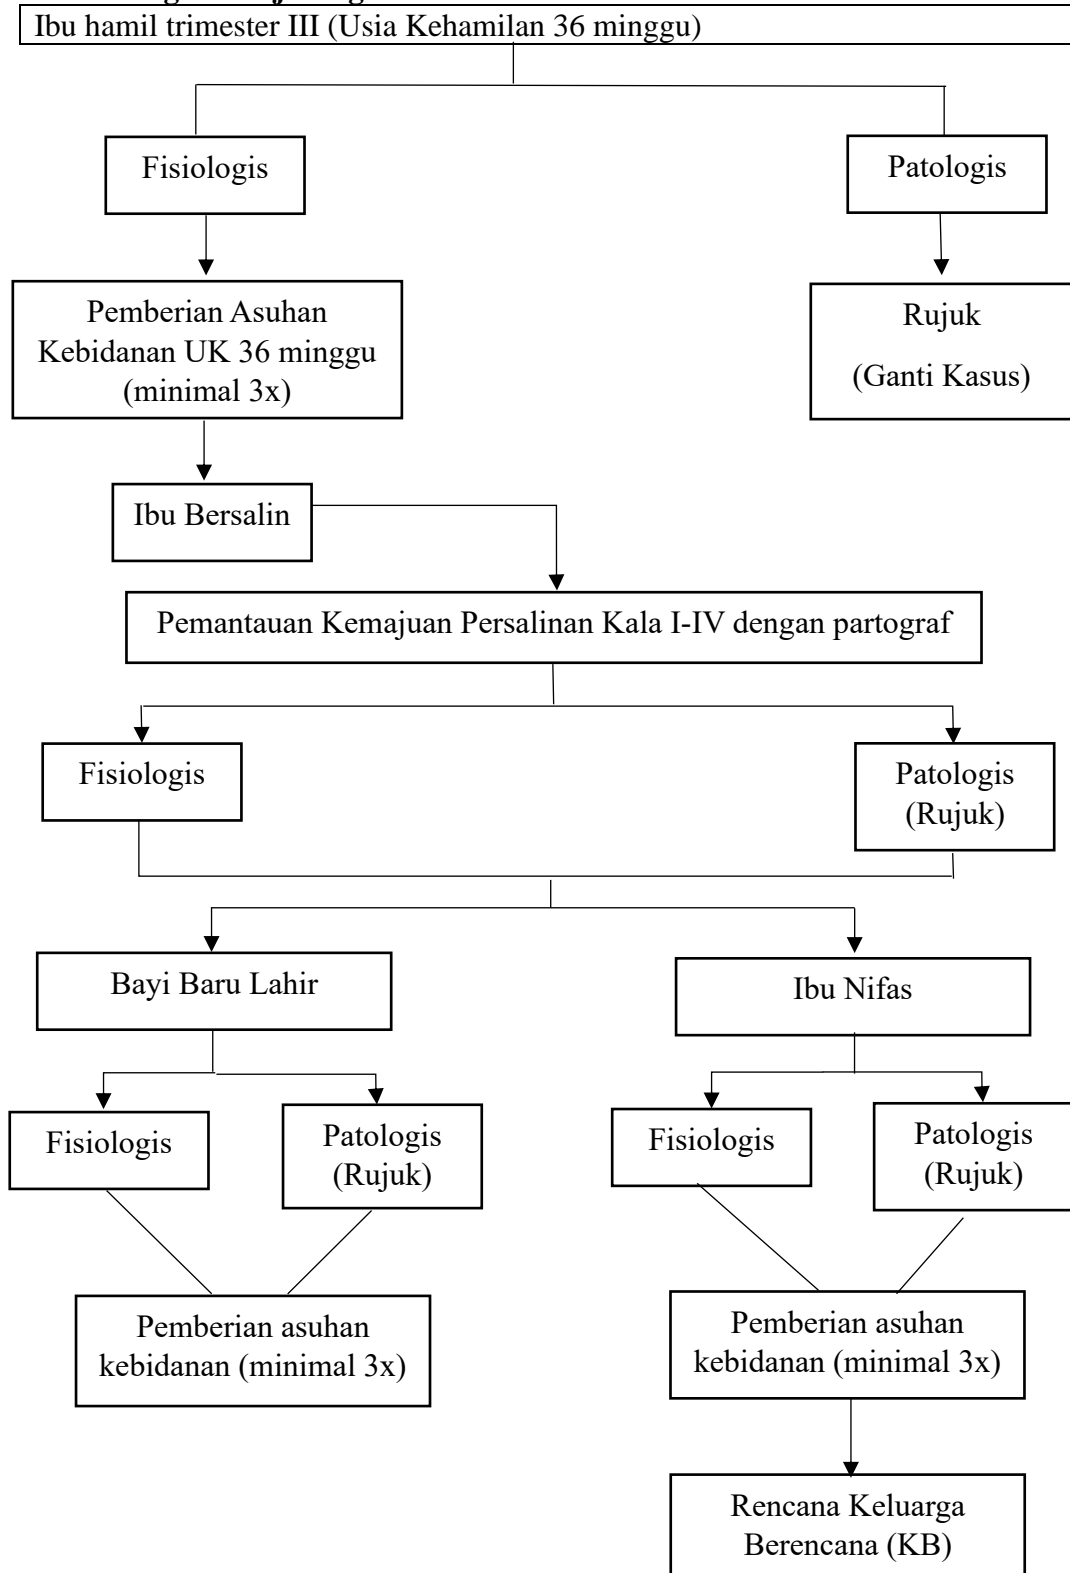 Ibu hamil trimester III (Usia Kehamilan 36 minggu)
Fisiologis
Patologis
Pemberian Asuhan
Kebidanan UK 36 minggu
(minimal 3x)
Rujuk
(Ganti Kasus)
Ibu Bersalin
Pemantauan Kemajuan Persalinan Kala I-IV dengan partograf
Fisiologis
Patologis
(Rujuk)
Bayi Baru Lahir
Ibu Nifas
Fisiologis
Patologis
(Rujuk)
Fisiologis
Patologis
(Rujuk)
Pemberian asuhan
kebidanan (minimal 3x)
Pemberian asuhan
kebidanan (minimal 3x)
Rencana Keluarga
Berencana (KB)